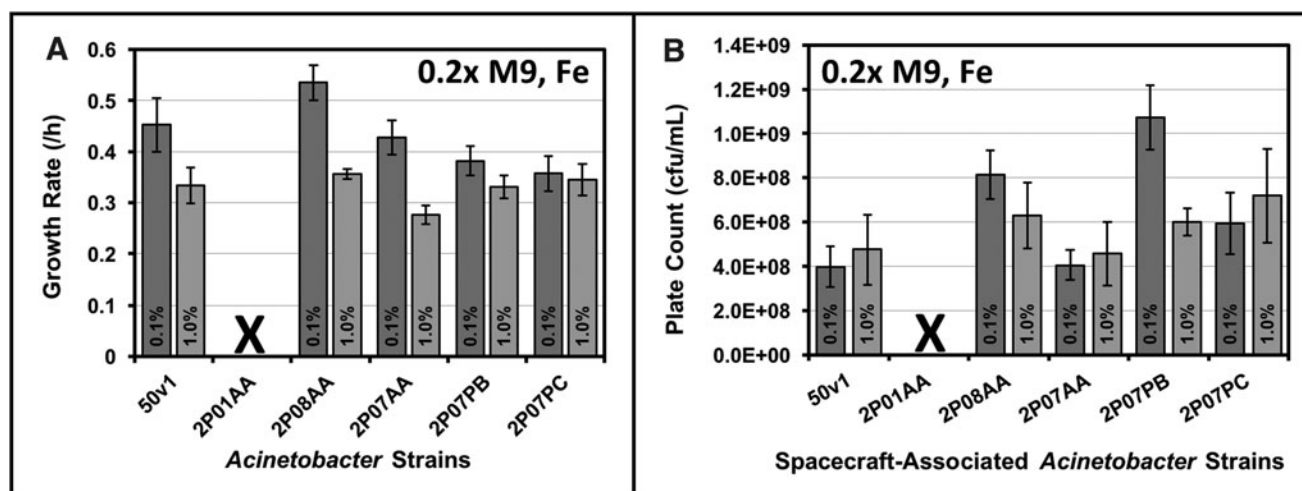 A
0.2x M9, Fe
Growth Rate (/h)
0.6
0.5
0.4
0.3
0.2
0.1
0
0.1%
1.0%
X
0.1%
1.0%
0.1%
1.0%
0.1%
1.0%
0.1%
1.0%
50v1
2P01AA
2P08AA
2P07AA
2P07PB
2P07PC
Acinetobacter Strains
B
0.2x M9, Fe
Plate Count (cfu/mL)
1.4E+09
1.2E+09
1.0E+09
8.0E+08
6.0E+08
4.0E+08
2.0E+08
0.0E+00
0.1%
1.0%
X
0.1%
1.0%
0.1%
1.0%
0.1%
1.0%
0.1%
1.0%
50v1
2P01AA
2P08AA
2P07AA
2P07PB
2P07PC
Spacecraft-Associated Acinetobacter Strains